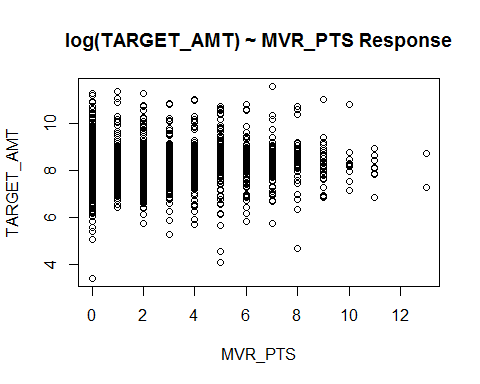 log(TARGET_AMT) ~ MVR_PTS Response
TARGET_AMT
10
8
6
4
0 2 4 6 8 10 12
MVR_PTS